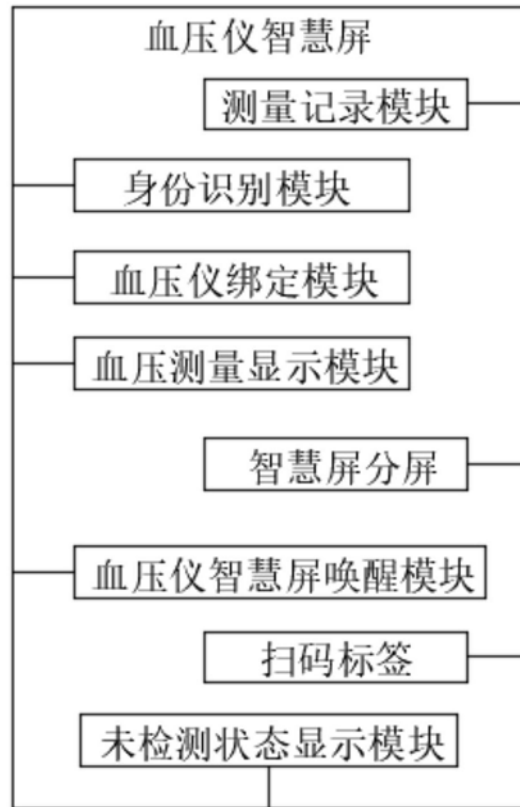 血压仪智慧屏
测量记录模块
身份识别模块
血压仪绑定模块
血压测量显示模块
智慧屏分屏
血压仪智慧屏唤醒模块
扫码标签
未检测状态显示模块